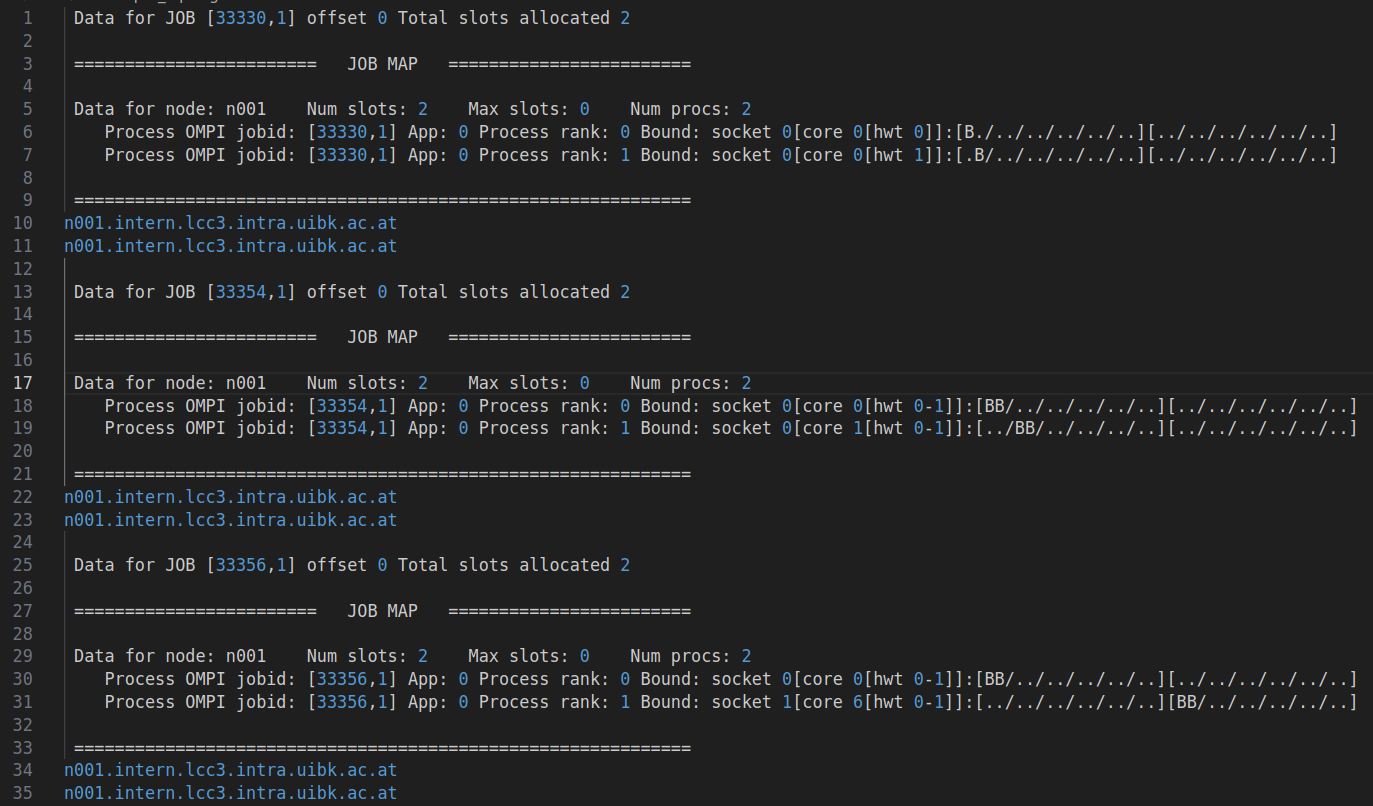 1 Data for JOB [33330,1] offset 0 Total slots allocated 2
2
3 ======================== JOB MAP ========================
4
5 Data for node: n001 Num slots: 2 Max slots: 0 Num procs: 2
6 Process OMPI jobid: [33330,1] App: 0 Process rank: 0 Bound: socket 0[core 0[hwt 0]]:[B./../../../../..][../../../../../..]
7 Process OMPI jobid: [33330,1] App: 0 Process rank: 1 Bound: socket 0[core 0[hwt 1]]:[.B/../../../../..][../../../../../..]
8
9 =============================================================
10 n001.intern.lcc3.intra.uibk.ac.at
11 n001.intern.lcc3.intra.uibk.ac.at
12
13 Data for JOB [33354,1] offset 0 Total slots allocated 2
14
15 ======================== JOB MAP ========================
16
17 Data for node: n001 Num slots: 2 Max slots: 0 Num procs: 2
18 Process OMPI jobid: [33354,1] App: 0 Process rank: 0 Bound: socket 0[core 0[hwt 0-1]]:[BB/../../../../..][../../../../../..]
19 Process OMPI jobid: [33354,1] App: 0 Process rank: 1 Bound: socket 0[core 1[hwt 0-1]]:[../BB/../../../..][../../../../../..]
20
21 =============================================================
22 n001.intern.lcc3.intra.uibk.ac.at
23 n001.intern.lcc3.intra.uibk.ac.at
24
25 Data for JOB [33356,1] offset 0 Total slots allocated 2
26
27 ======================== JOB MAP ========================
28
29 Data for node: n001 Num slots: 2 Max slots: 0 Num procs: 2
30 Process OMPI jobid: [33356,1] App: 0 Process rank: 0 Bound: socket 0[core 0[hwt 0-1]]:[BB/../../../../..][../../../../../..]
31 Process OMPI jobid: [33356,1] App: 0 Process rank: 1 Bound: socket 1[core 6[hwt 0-1]]:[../../../../../..][BB/../../../../..]
32
33 =============================================================
34 n001.intern.lcc3.intra.uibk.ac.at
35 n001.intern.lcc3.intra.uibk.ac.at